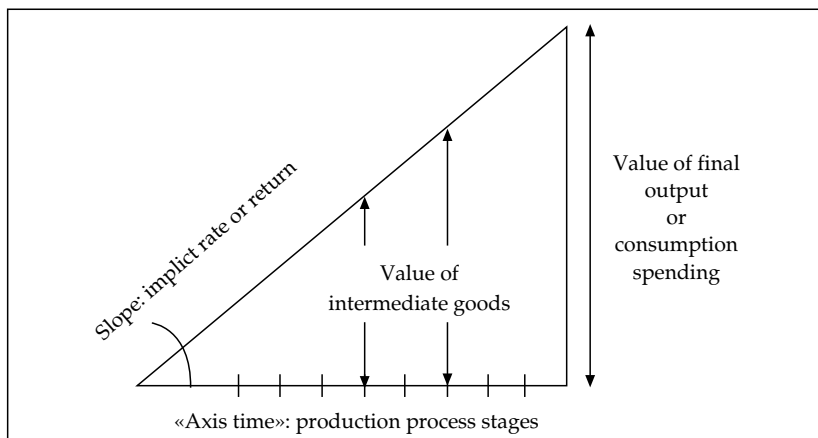 Slope: implict rate or return
Value of
intermediate goods
Value of final
output
or
consumption
spending
«Axis time»: production process stages